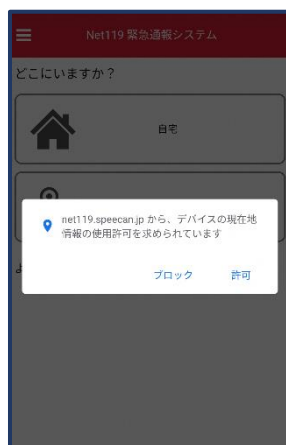 Net119 緊急通報システム
どこにいますか？
自宅
net119.speecan.jp から、デバイスの現在地
情報の使用許可を求められています
ブロック 許可
よ